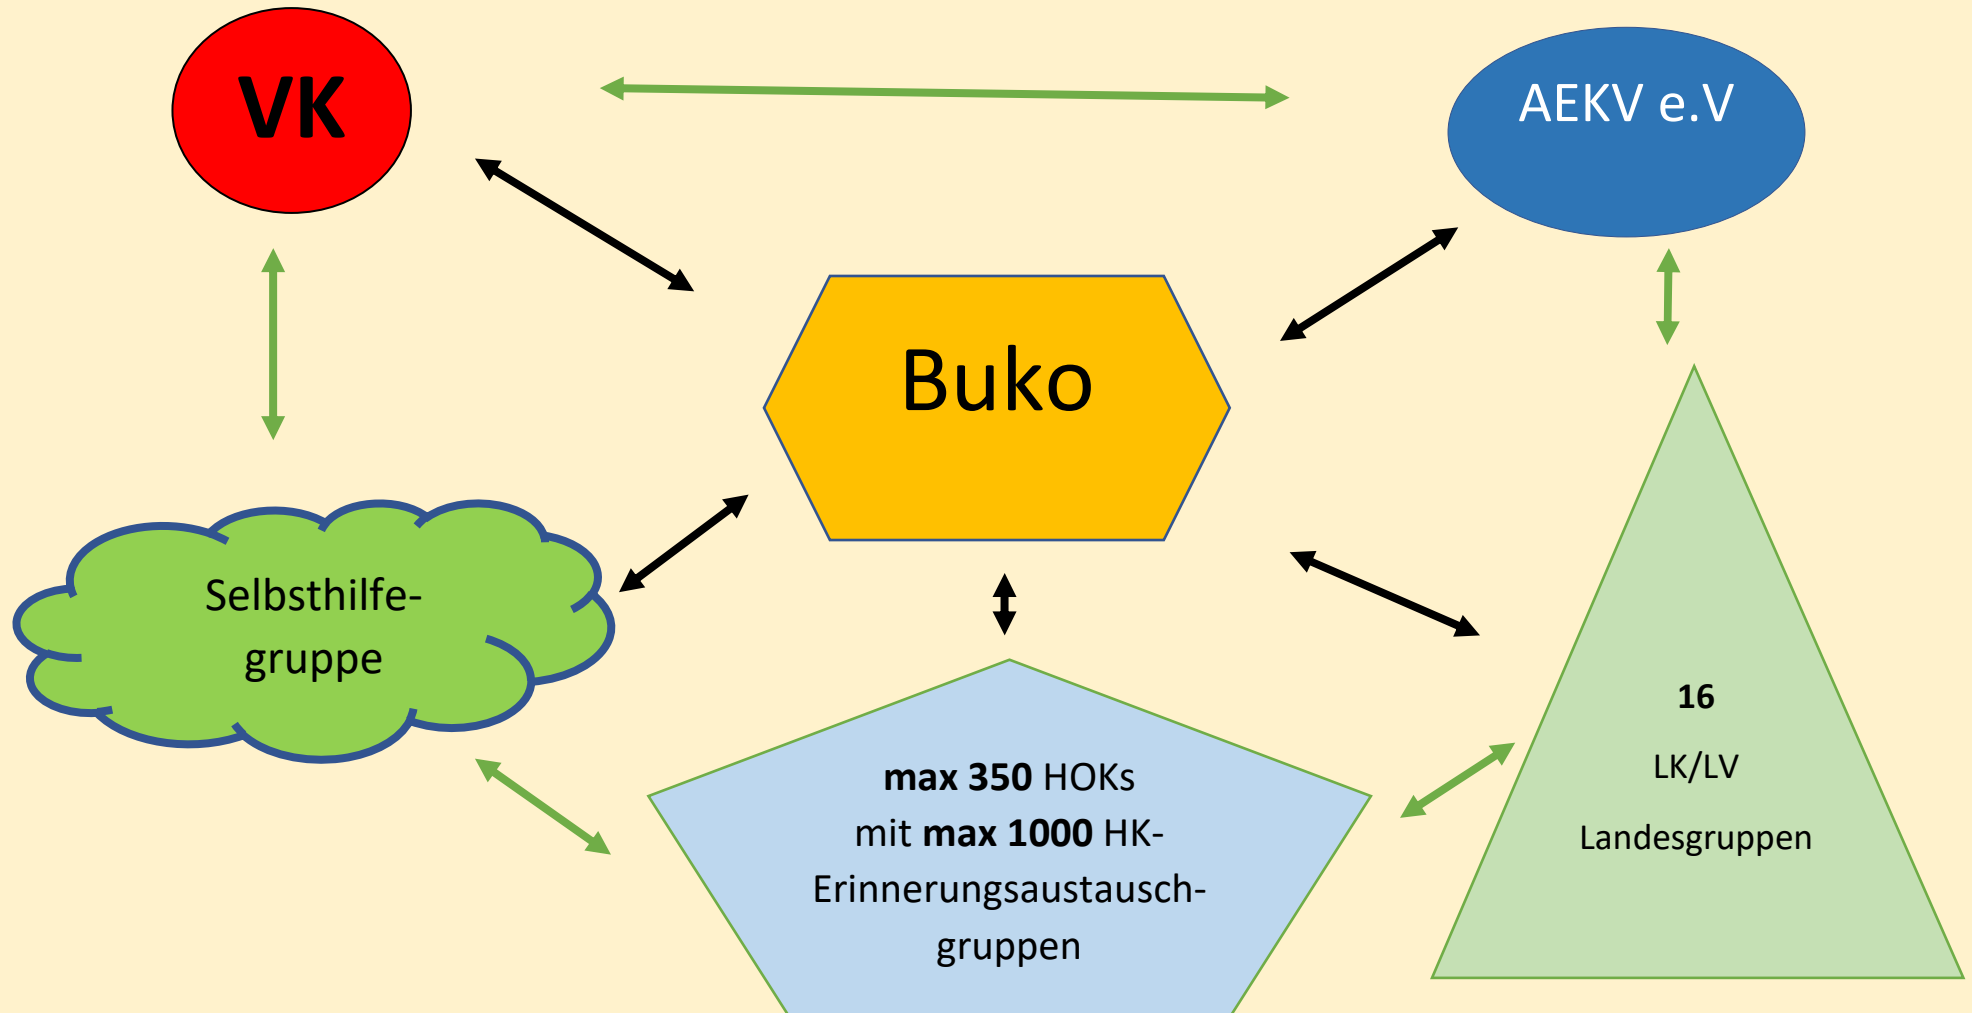 VK
AEKV e.V
Buko
Selbsthilfe-
gruppe
max 350 HOKs
mit max 1000 HK-
Erinnerungsaustausch-
gruppen
16
LK/LV
Landesgruppen